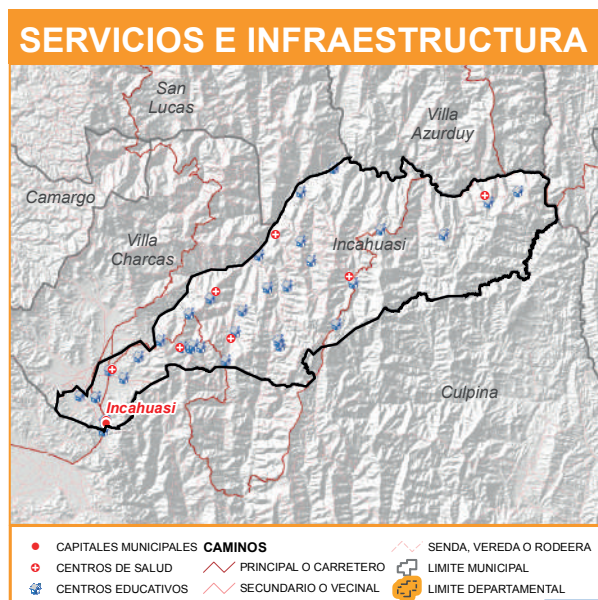 SERVICIOS E INFRAESTRUCTURA
San
Lucas
Villa
Azurduy
Camargo
Villa
Charcas
Incahuasi
Culpina
Incahuasi
CAPITALES MUNICIPALES
CENTROS DE SALUD
CENTROS EDUCATIVOS
CAMINOS
PRINCIPAL O CARRETERO
SECUNDARIO O VECINAL
SENDA, VEREDA O RODEERA
LIMITE MUNICIPAL
LIMITE DEPARTAMENTAL